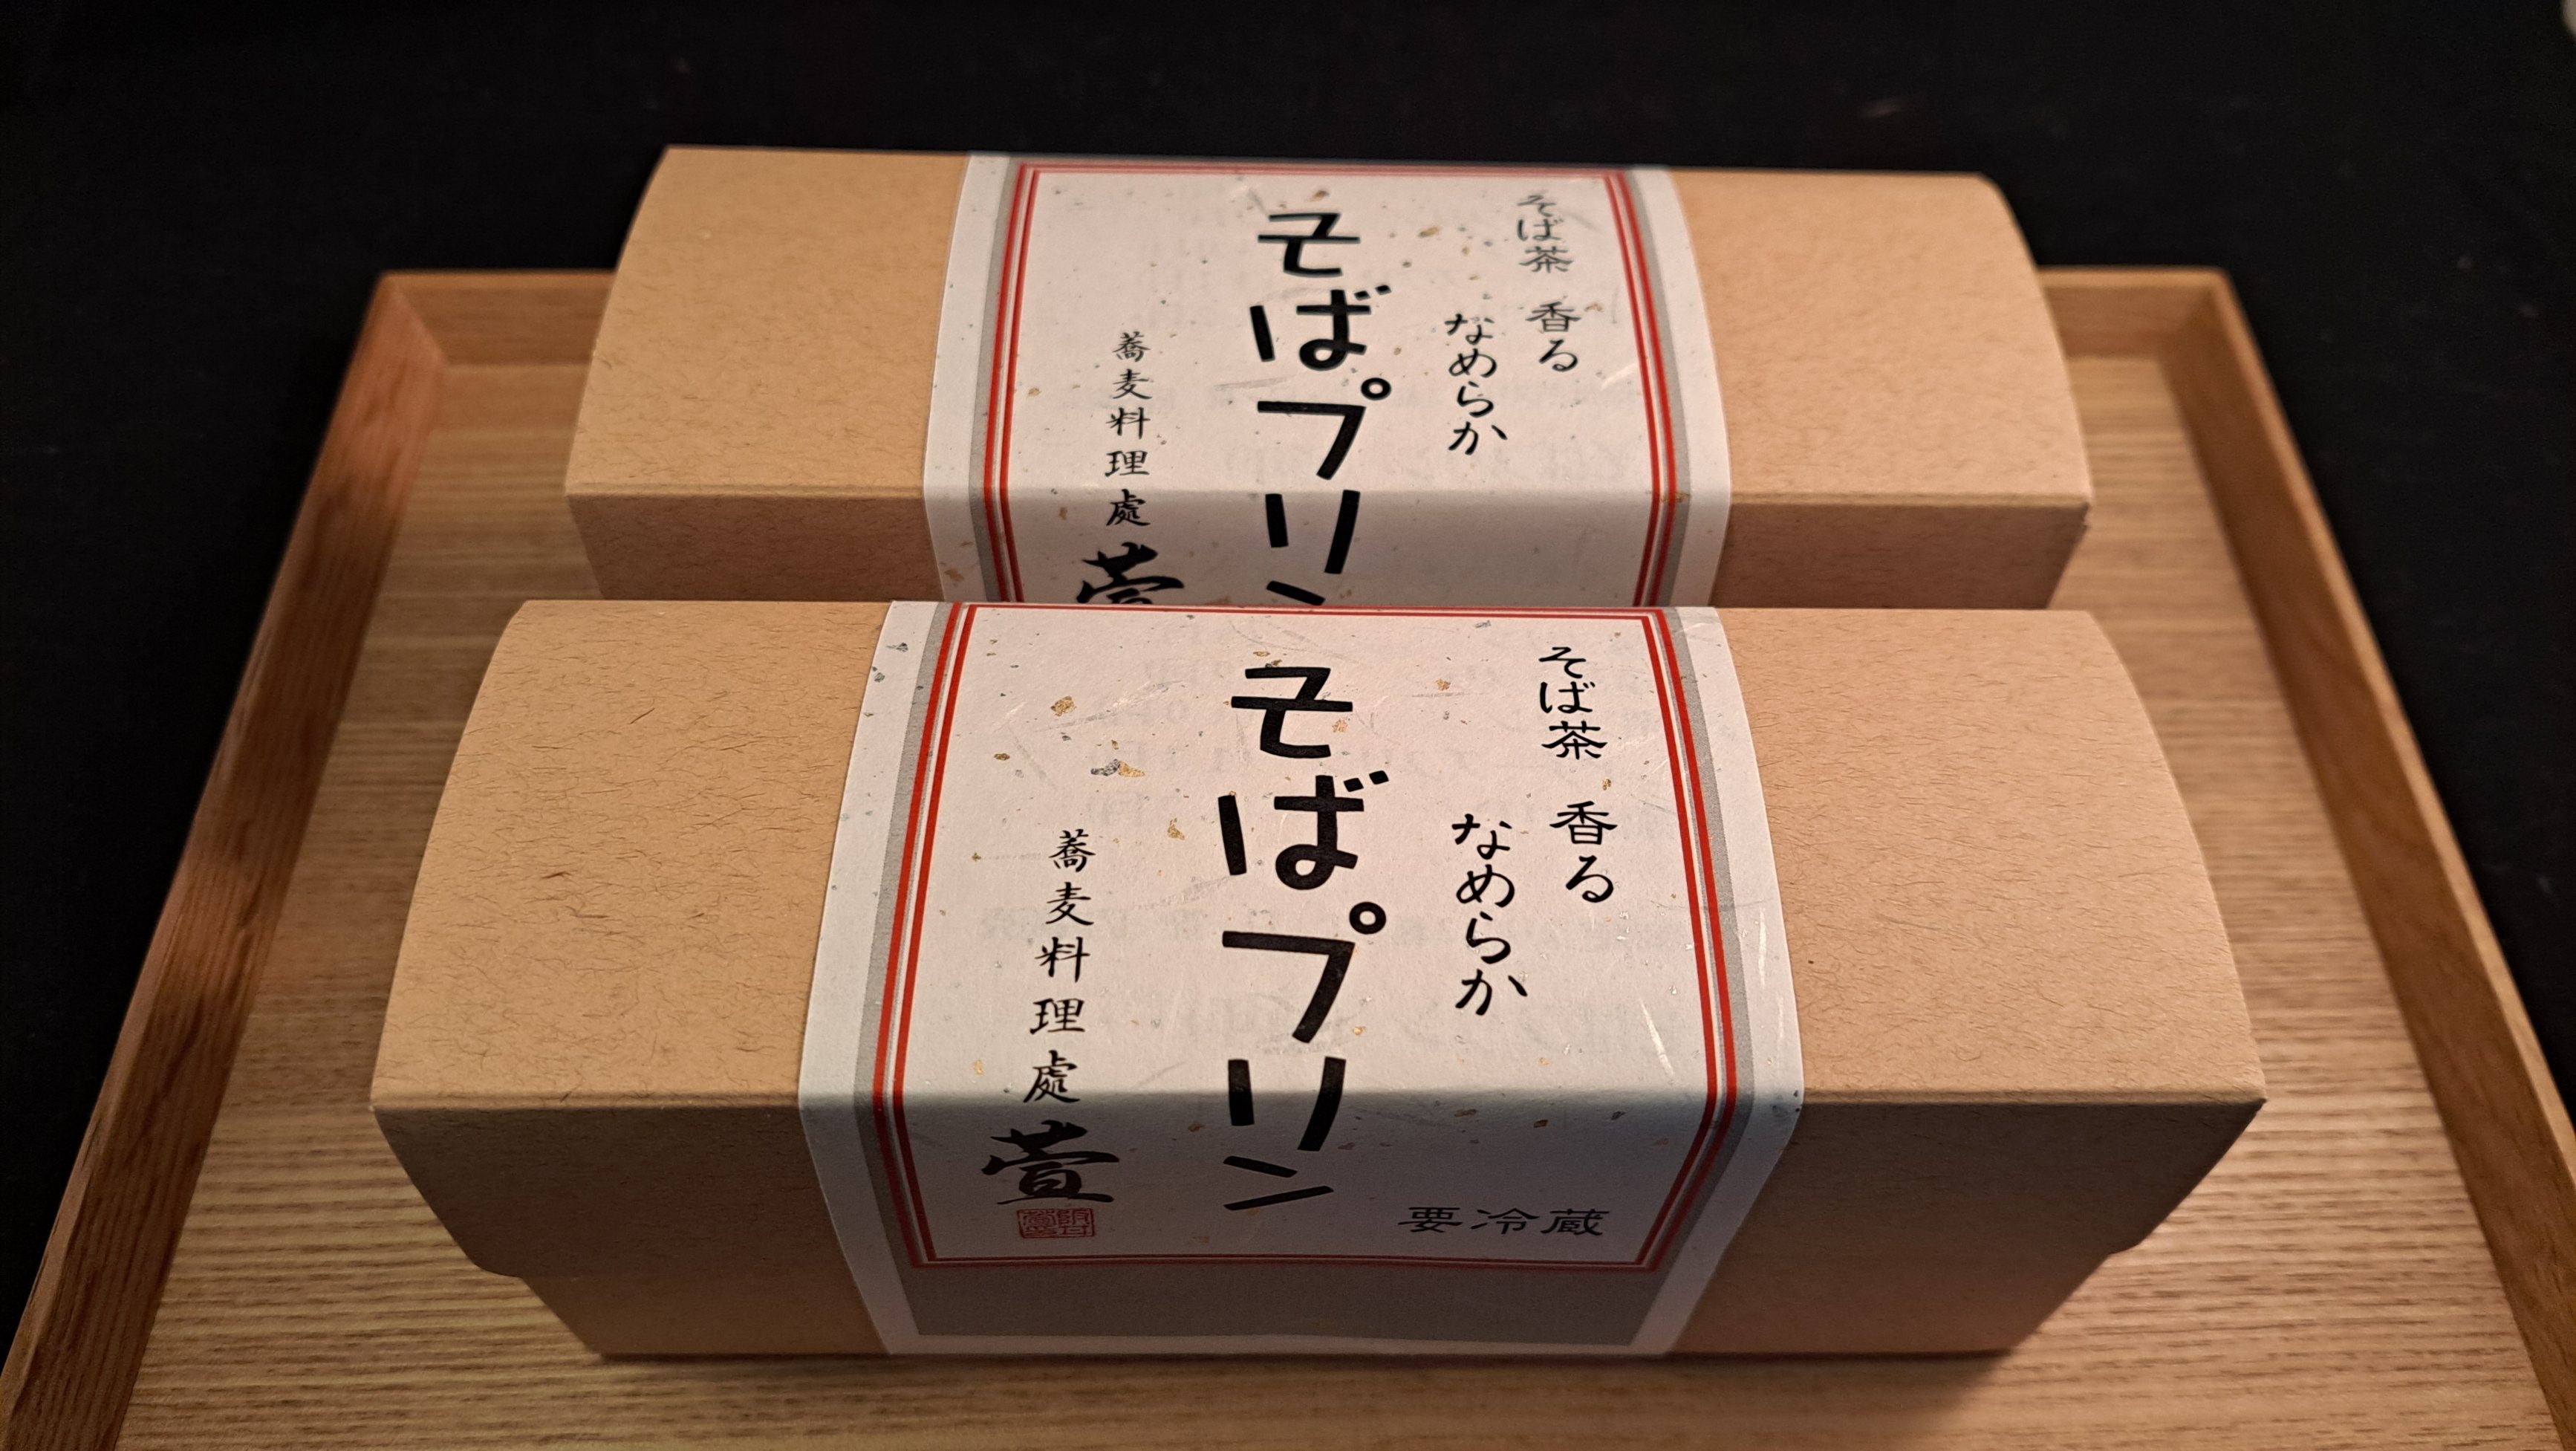 そば茶 香る
なめらか
そばプリン
蕎麦料理處
萱
そば茶 香る
なめらか
そばプリン
蕎麦料理處
萱
要冷蔵